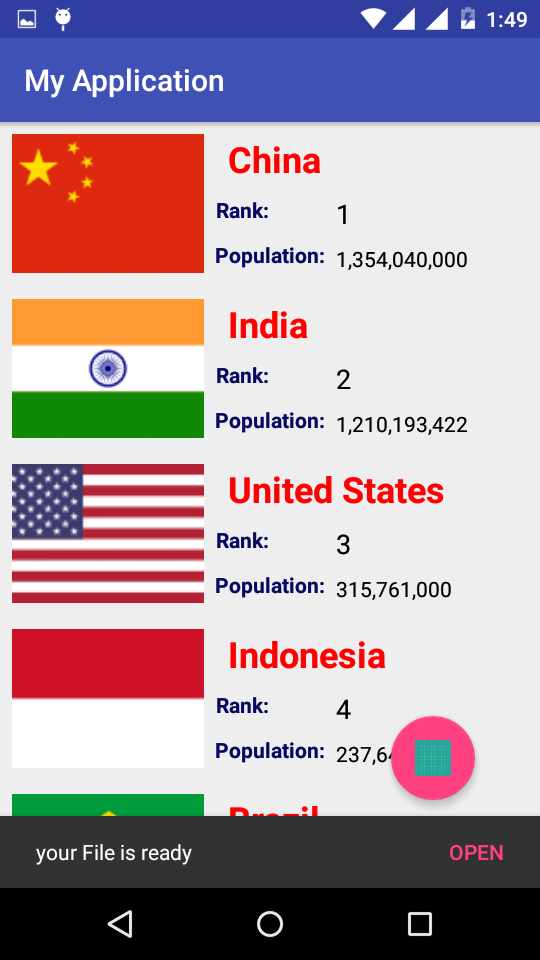 1:49
My Application
China
Rank: 1
Population: 1,354,040,000
India
Rank: 2
Population: 1,210,193,422
United States
Rank: 3
Population: 315,761,000
Indonesia
Rank: 4
Population: 237,64
Brazil
your File is ready OPEN